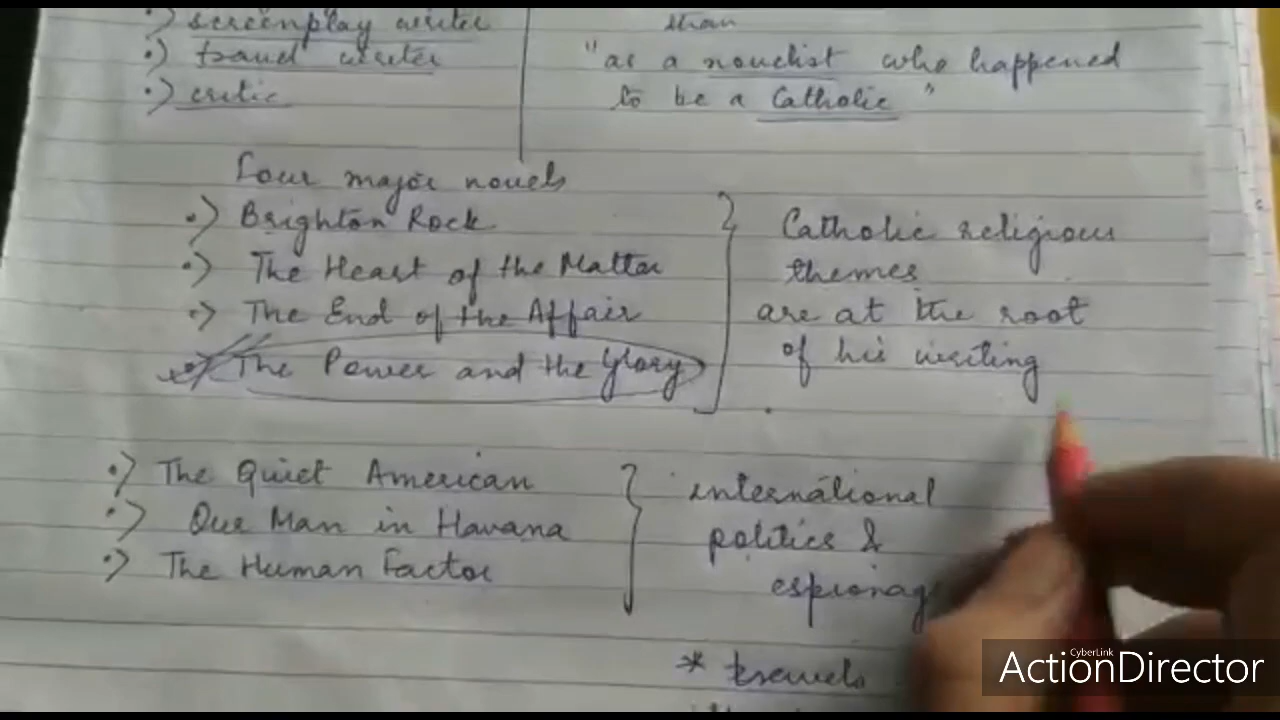 •) screenplay writer
•) travel writer
•) critic
than
"as a novelist who happened
to be a Catholic"
Four major novels
•) Brighton Rock
•) The Heart of the Matter
•) The End of the Affair
•) The Power and the Glory
Catholic religious
themes
are at the root
of his writing
•) The Quiet American
•) Our Man in Havana
•) The Human Factor
international
politics &
espionag
* travels
CyberLink
ActionDirector